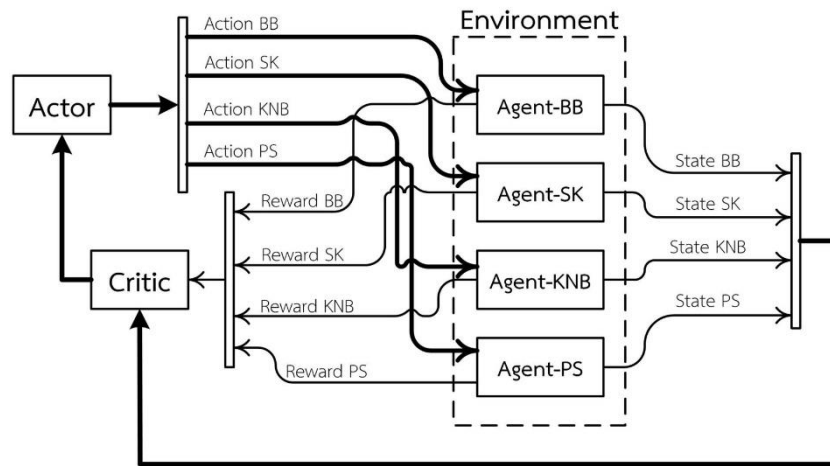 Environment
Action BB
Action SK
Action KNB
Action PS
Actor
Critic
Reward BB
Reward SK
Reward KNB
Reward PS
Agent-BB
Agent-SK
Agent-KNB
Agent-PS
State BB
State SK
State KNB
State PS